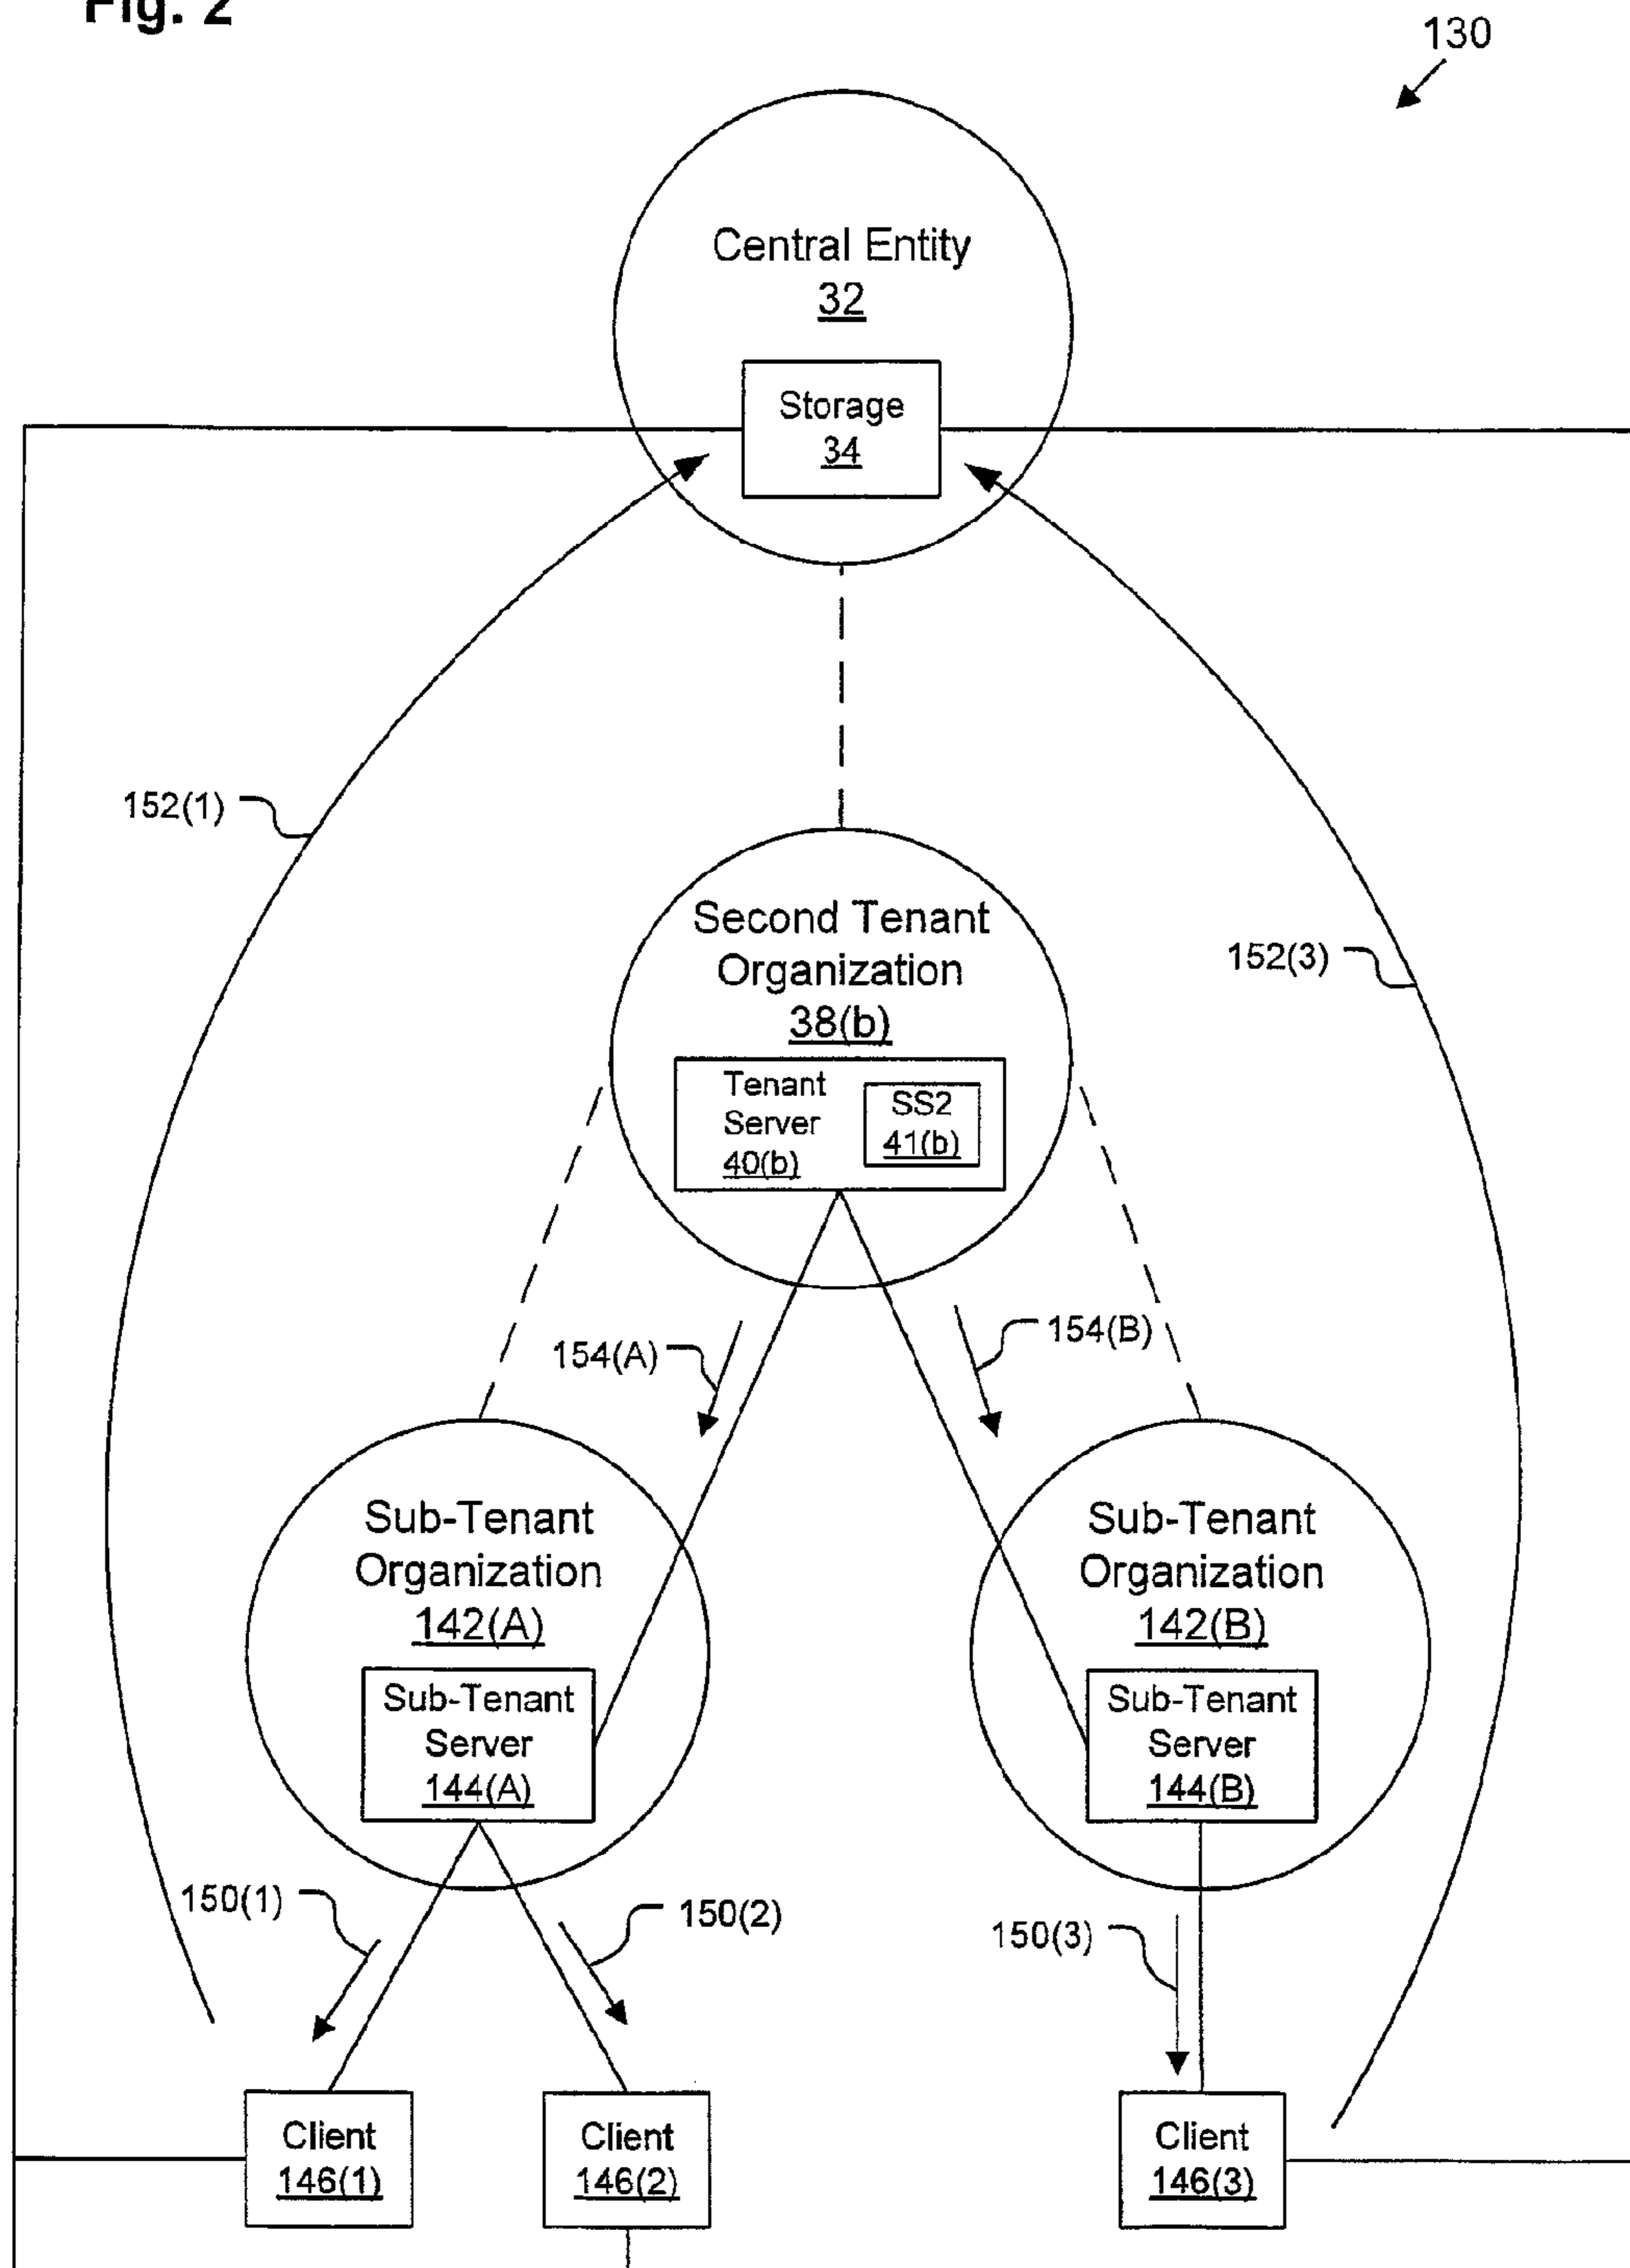 Fig. 2
130
Central Entity
32
Storage
34
152(1)
Second Tenant
Organization
38(b)
152(3)
Tenant
Server
40(b)
SS2
41(b)
154(A)
154(B)
Sub-Tenant
Organization
142(A)
Sub-Tenant
Server
144(A)
Sub-Tenant
Organization
142(B)
Sub-Tenant
Server
144(B)
150(1)
150(2)
150(3)
Client
146(1)
Client
146(2)
Client
146(3)